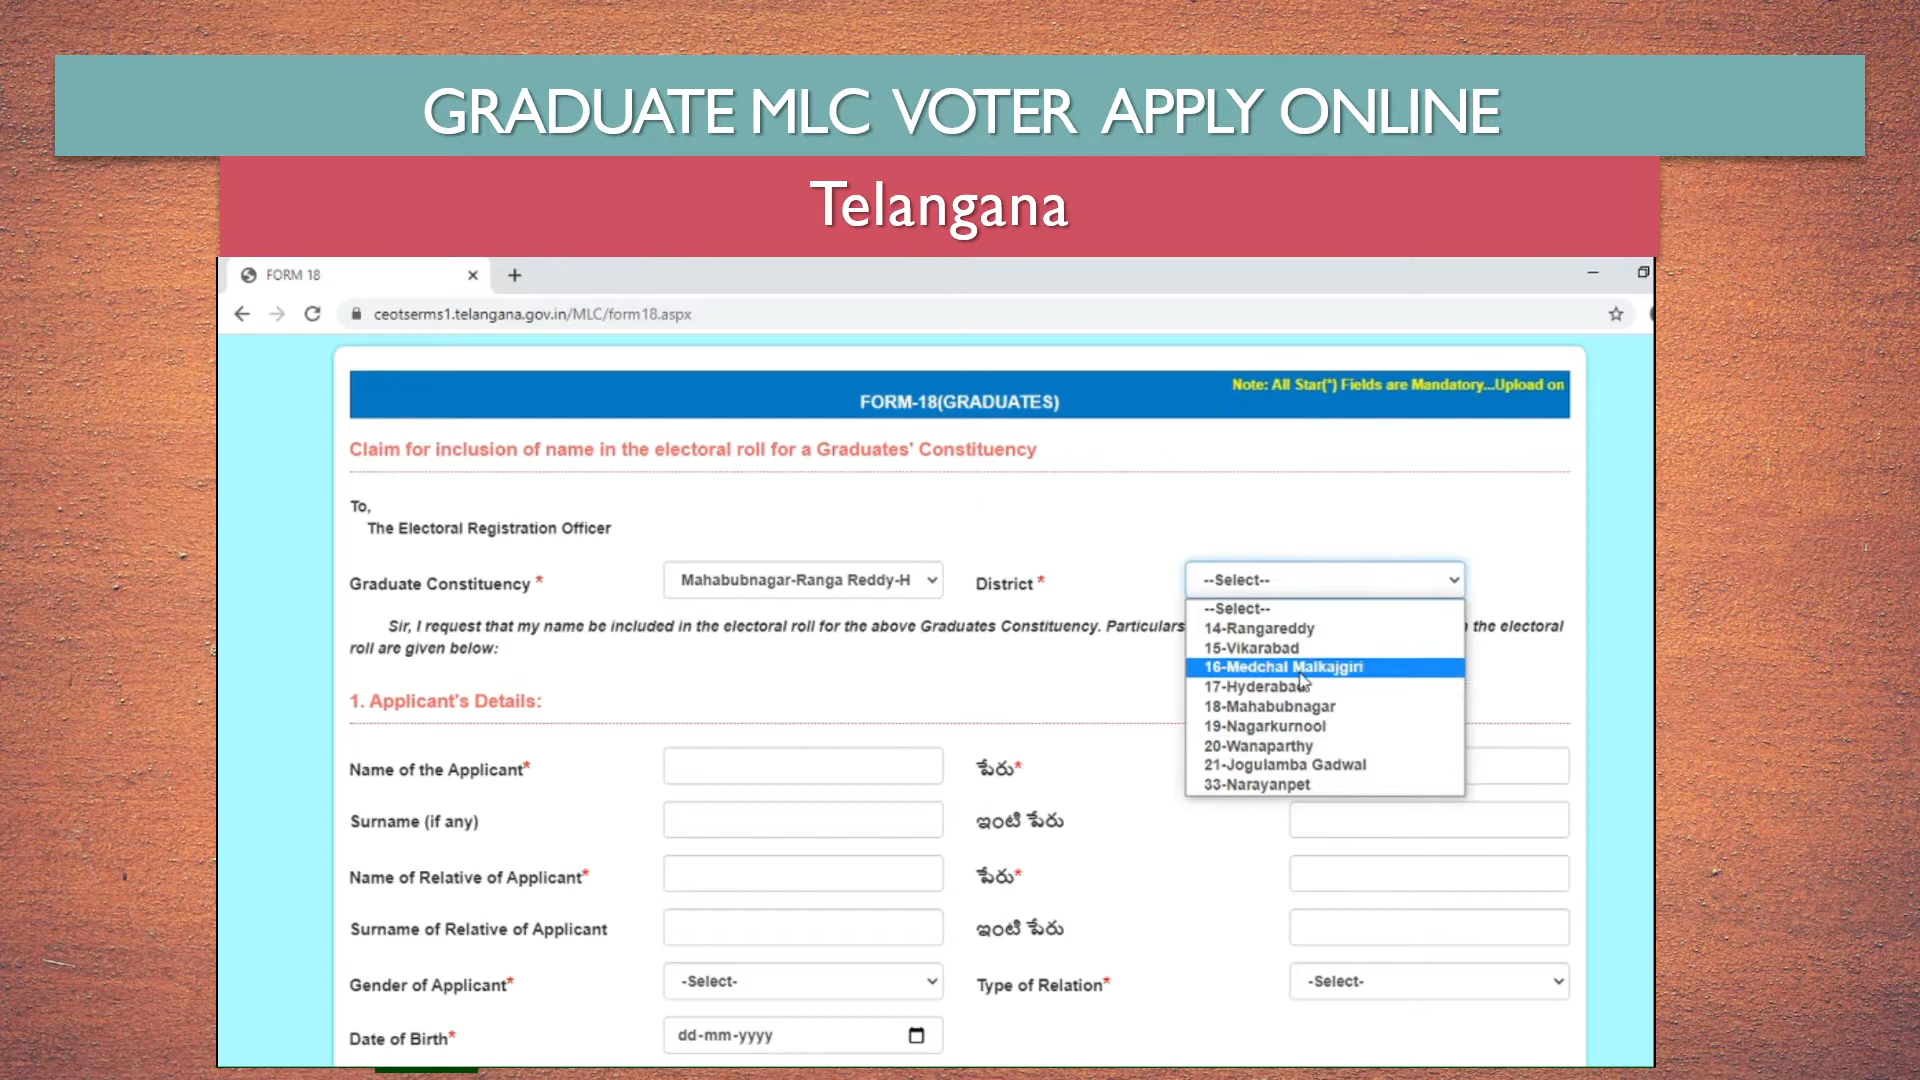 GRADUATE MLC VOTER APPLY ONLINE
Telangana
FORM 18
ceotserms1.telangana.gov.in/MLC/form18.aspx
Note: All Star(*) Fields are Mandatory...Upload on
FORM-18(GRADUATES)
Claim for inclusion of name in the electoral roll for a Graduates' Constituency
To,
The Electoral Registration Officer
Graduate Constituency * Mahabubnagar-Ranga Reddy-H District * --Select--
--Select--
14-Rangareddy
15-Vikarabad
16-Medchal Malkajgiri
17-Hyderabad
18-Mahabubnagar
19-Nagarkurnool
20-Wanaparthy
21-Jogulamba Gadwal
33-Narayanpet
Sir, I request that my name be included in the electoral roll for the above Graduates Constituency. Particulars the electoral
roll are given below:
1. Applicant's Details:
Name of the Applicant* పేరు*
Surname (if any) ఇంటి పేరు
Name of Relative of Applicant* పేరు*
Surname of Relative of Applicant ఇంటి పేరు
Gender of Applicant* -Select- Type of Relation* -Select-
Date of Birth* dd-mm-yyyy